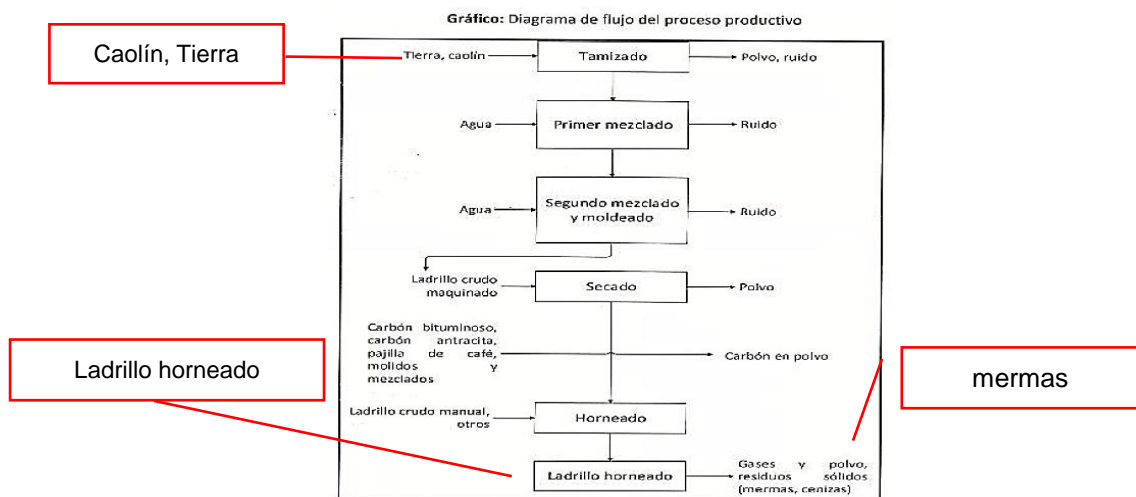 Gráfico: Diagrama de flujo del proceso productivo
Caolín, Tierra
Tierra, caolín
Tamizado
Polvo, ruido
Agua
Primer mezclado
Ruido
Agua
Segundo mezclado
y moldeado
Ruido
Ladrillo crudo
maquinado
Secado
Polvo
Carbón bituminoso,
carbón antracita,
pajilla de café,
molidos y
mezclados
Carbón en polvo
Ladrillo horneado
mermas
Ladrillo crudo manual,
otros
Horneado
Ladrillo horneado
Gases y polvo,
residuos sólidos
(mermas, cenizas)